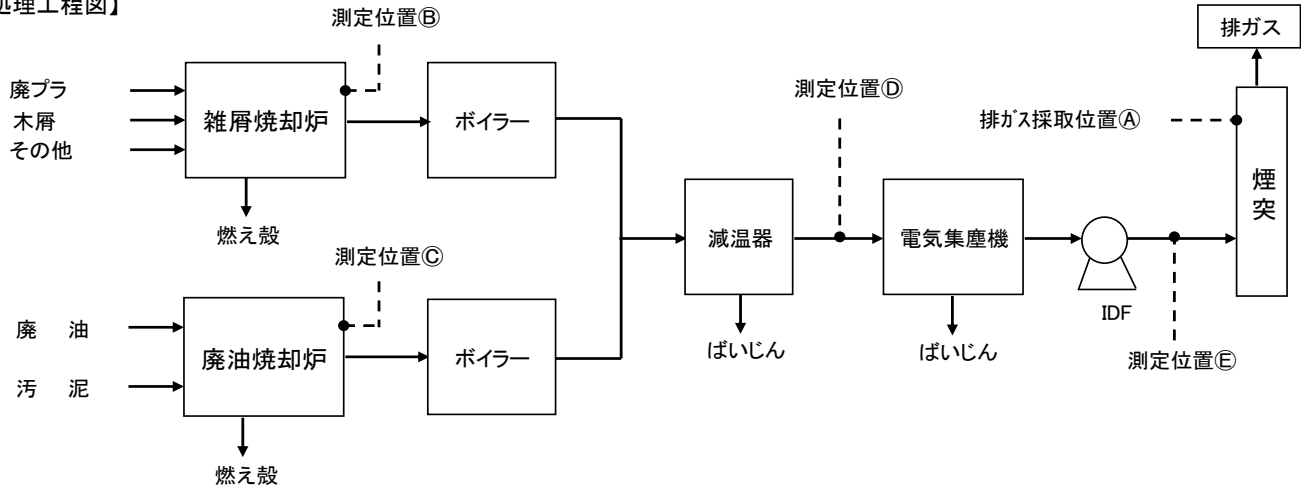 処理工程図】
測定位置Ⓑ
排ガス
廃プラ
木屑
その他
雑屑焼却炉
ボイラー
測定位置Ⓓ
排ガス採取位置Ⓐ
煙突
燃え殻
減温器
電気集塵機
測定位置Ⓒ
IDF
廃 油
汚 泥
廃油焼却炉
ボイラー
ばいじん
ばいじん
測定位置Ⓔ
燃え殻